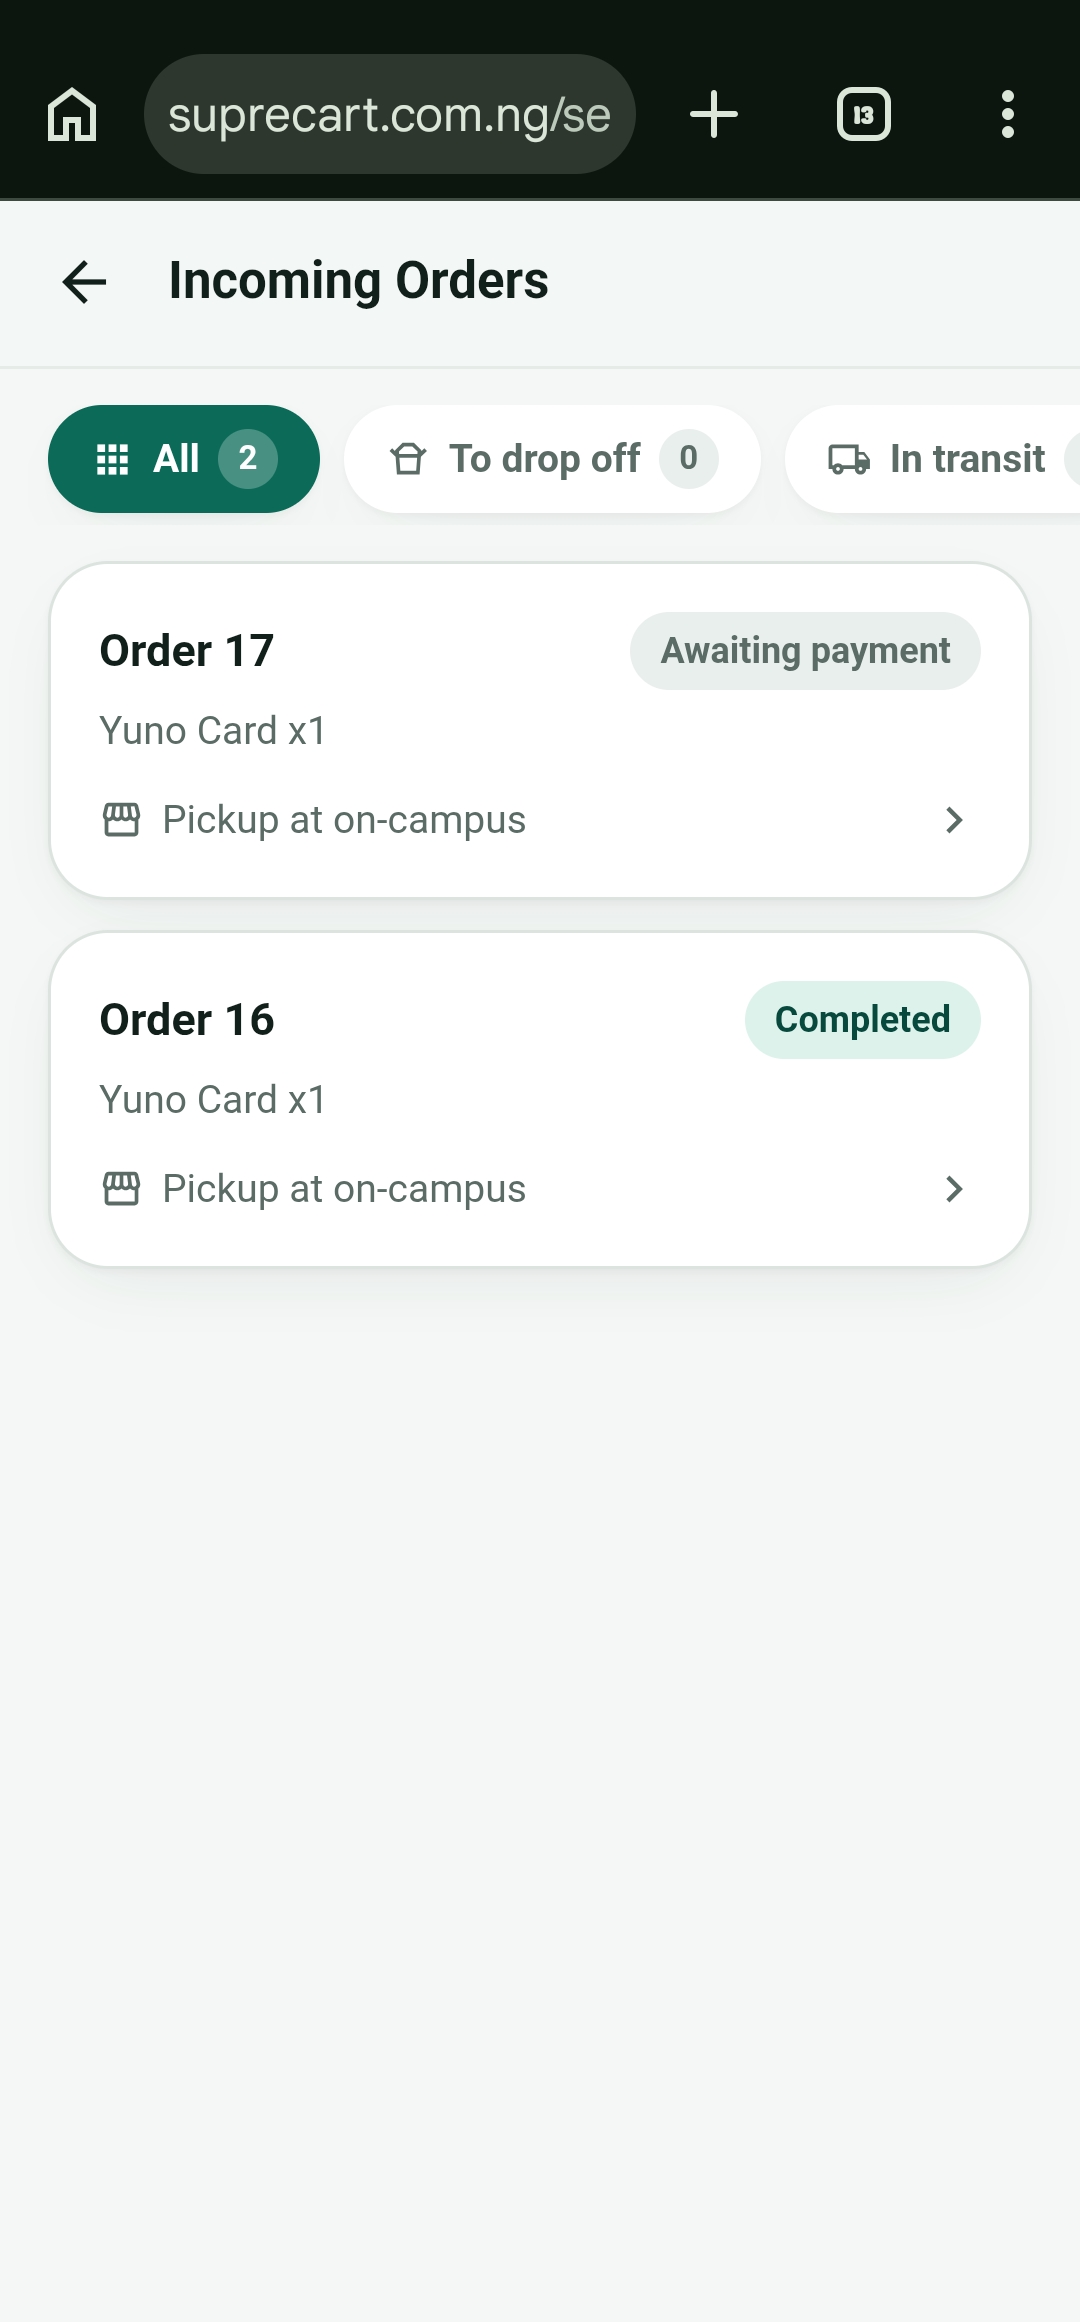 suprecart.com.ng/se
13
Incoming Orders
All 2
To drop off 0
In transit
Order 17
Awaiting payment
Yuno Card x1
Pickup at on-campus
Order 16
Completed
Yuno Card x1
Pickup at on-campus